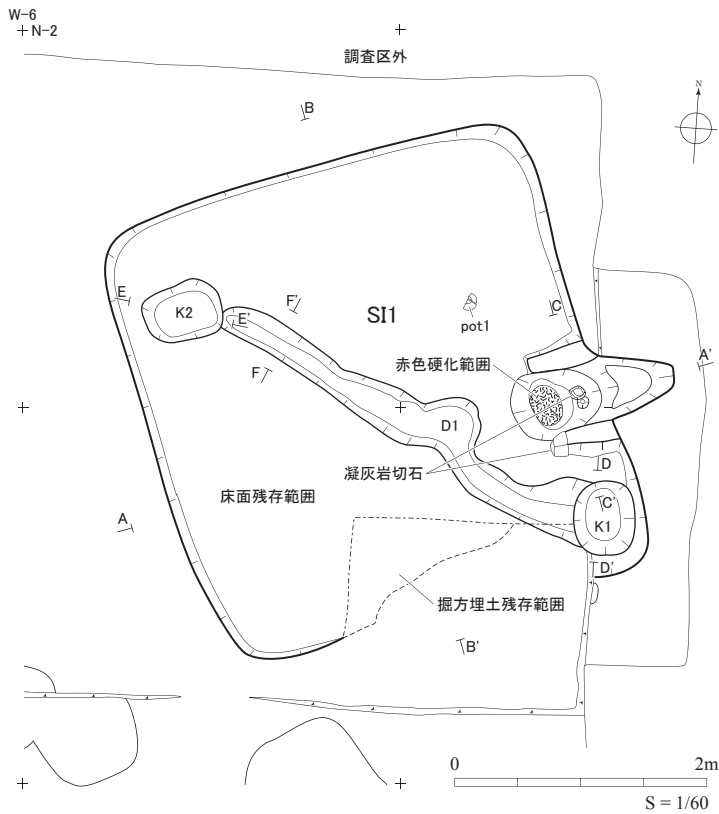 W-6
N-2
調査区外
N
B
E
K2
E'
F'
SI1
pot1
C
A'
赤色硬化範囲
F
D1
凝灰岩切石
D
C'
K1
床面残存範囲
A
D'
掘方埋土残存範囲
B'
0 2m
S = 1/60